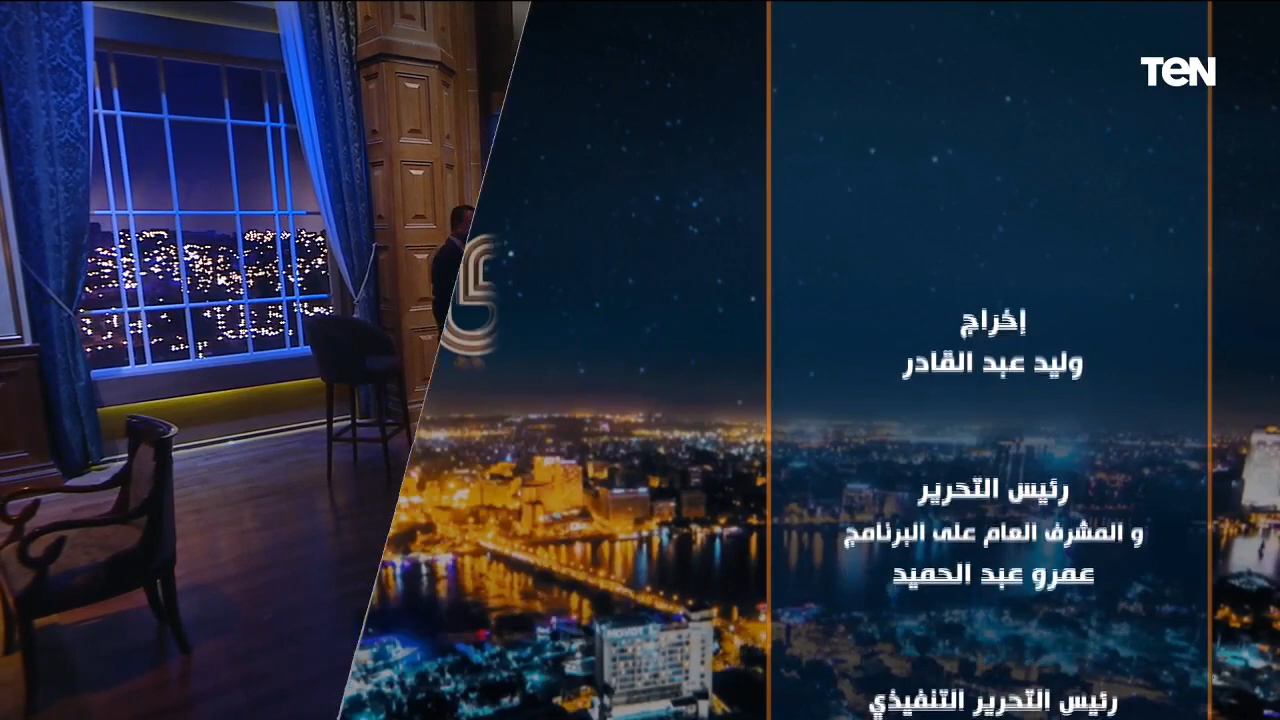 TeN
إخراج
وليد عبد القادر
رئيس التحرير
و المشرف العام على البرنامج
عمرو عبد الحميد
رئيس التحرير التنفيذي